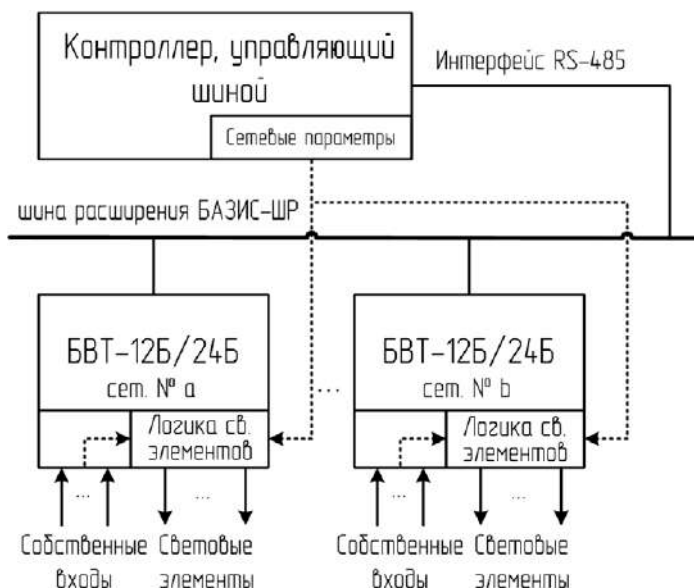 Контроллер, управляющий
шиной
Интерфейс RS-485
Сетевые параметры
шина расширения БАЗИС-ШР
БВТ-12Б/24Б
сет. № a
Логика св.
элементов
...
БВТ-12Б/24Б
сет. № b
Логика св.
элементов
... ...
... ...
Собственные
входы
Световые
элементы
Собственные
входы
Световые
элементы